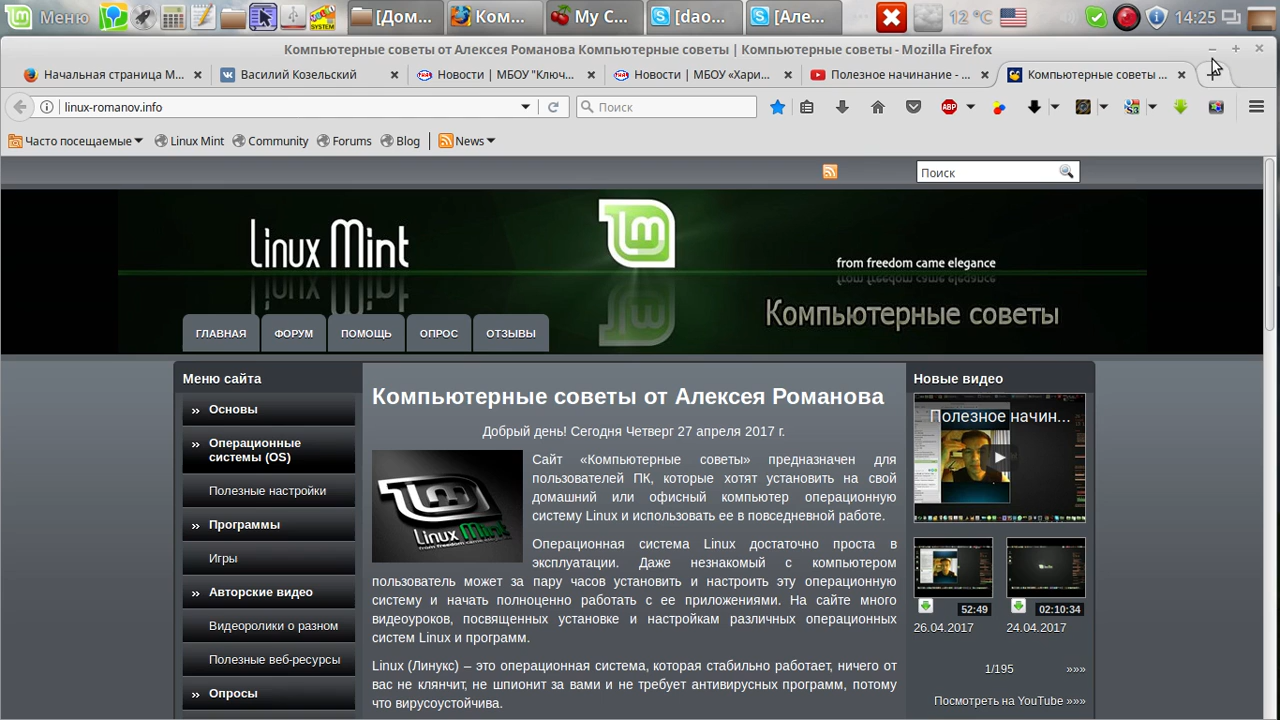 Меню
SYSTEM
[Дом...
Ком...
My C...
[dao...
[Але...
12 °C
14:25
Компьютерные советы от Алексея Романова Компьютерные советы | Компьютерные советы - Mozilla Firefox
Начальная страница M...
Василий Козельский
Новости | МБОУ "Ключ...
Новости | МБОУ «Хари...
Полезное начинание - ...
Компьютерные советы ...
linux-romanov.info
Поиск
ABP
Часто посещаемые
Linux Mint
Community
Forums
Blog
News
Поиск
Linux Mint
from freedom came elegance
Компьютерные советы
ГЛАВНАЯ
ФОРУМ
ПОМОЩЬ
ОПРОС
ОТЗЫВЫ
Меню сайта
» Основы
» Операционные
системы (OS)
Полезные настройки
» Программы
Игры
» Авторские видео
Видеоролики о разном
Полезные веб-ресурсы
» Опросы
Компьютерные советы от Алексея Романова
Добрый день! Сегодня Четверг 27 апреля 2017 г.
Linux Mint
from freedom came elegance
Сайт «Компьютерные советы» предназначен для
пользователей ПК, которые хотят установить на свой
домашний или офисный компьютер операционную
систему Linux и использовать ее в повседневной работе.
Операционная система Linux достаточно проста в
эксплуатации. Даже незнакомый с компьютером
пользователь может за пару часов установить и настроить эту операционную
систему и начать полноценно работать с ее приложениями. На сайте много
видеоуроков, посвященных установке и настройкам различных операционных
систем Linux и программ.
Linux (Линукс) – это операционная система, которая стабильно работает, ничего от
вас не клянчит, не шпионит за вами и не требует антивирусных программ, потому
что вирусоустойчива.
Новые видео
Полезное начин...
52:49
02:10:34
26.04.2017
24.04.2017
1/195
»»»
Посмотреть на YouTube »»»